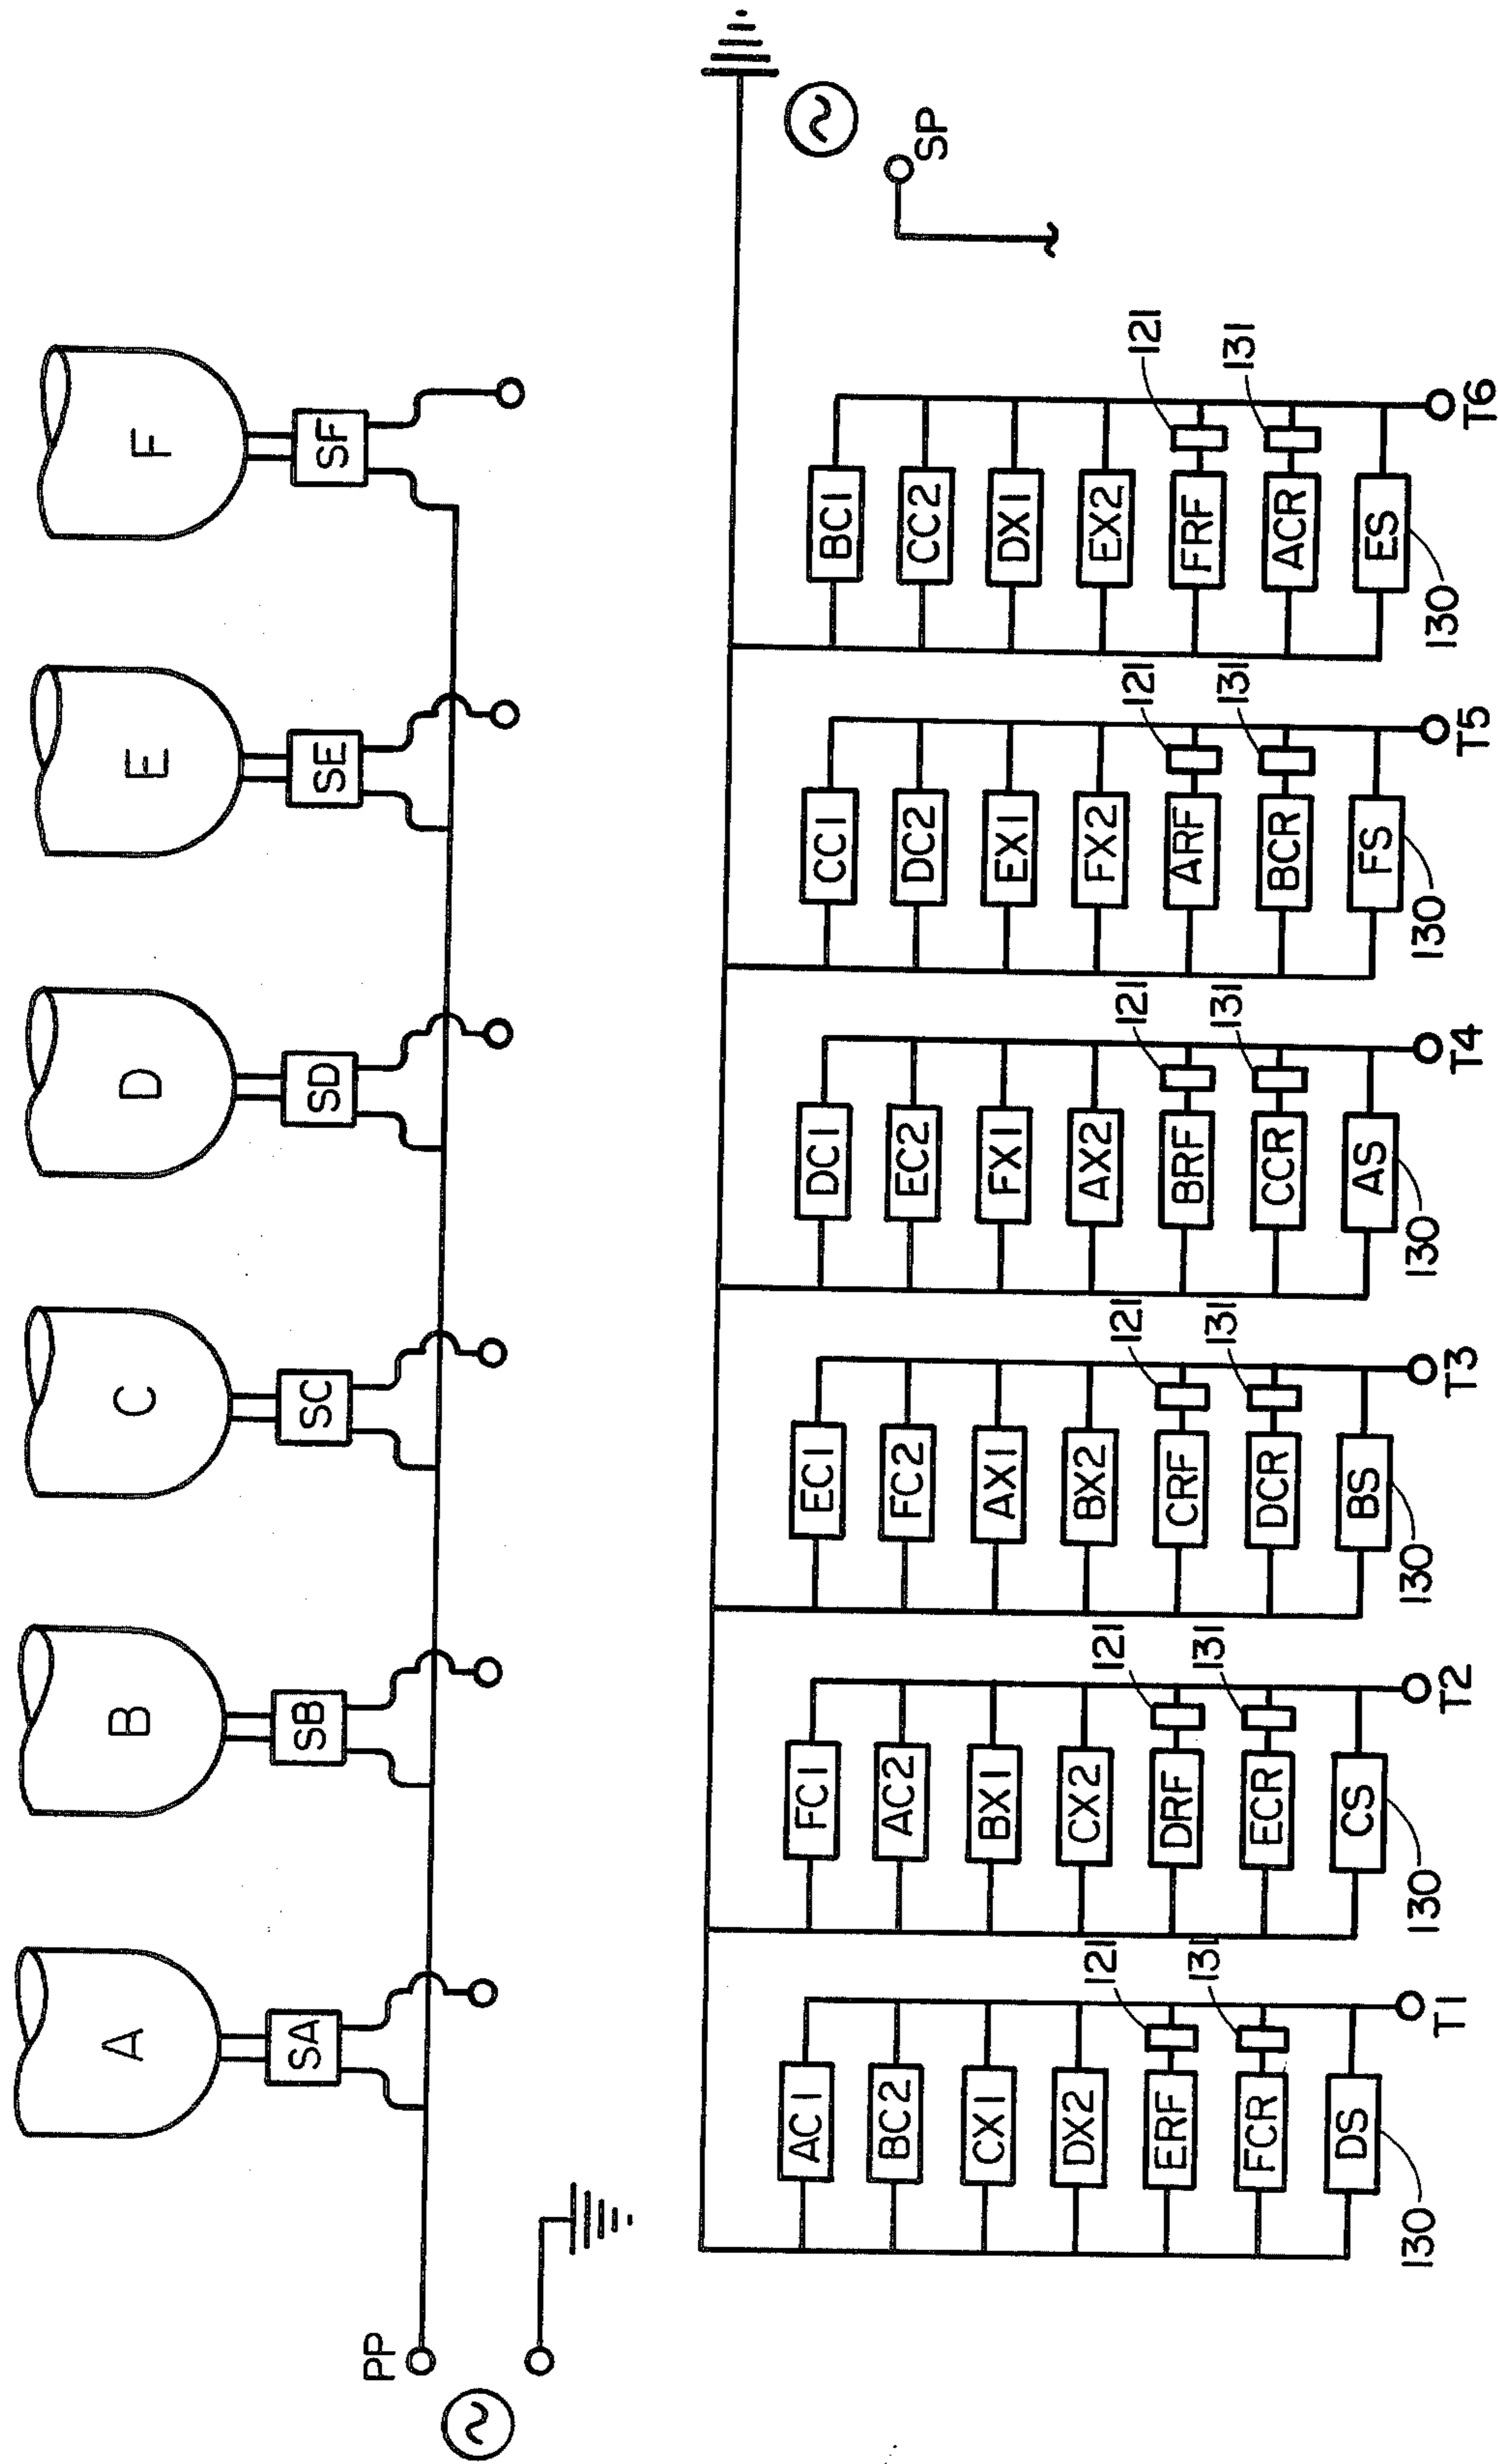 A
B
C
D
E
F
SA
SB
SC
SD
SE
SF
PP
SP
AC1
BC2
CX1
DX2
ERF
121
FCR
131
DS
130
T1
FC1
AC2
BX1
CX2
DRF
121
ECR
131
CS
130
T2
EC1
FC2
AX1
BX2
CRF
121
DCR
131
BS
130
T3
DC1
EC2
FX1
AX2
BRF
121
CCR
131
AS
130
T4
CC1
DC2
EX1
FX2
ARF
121
BCR
131
FS
130
T5
BC1
CC2
DX1
EX2
FRF
121
ACR
131
ES
130
T6